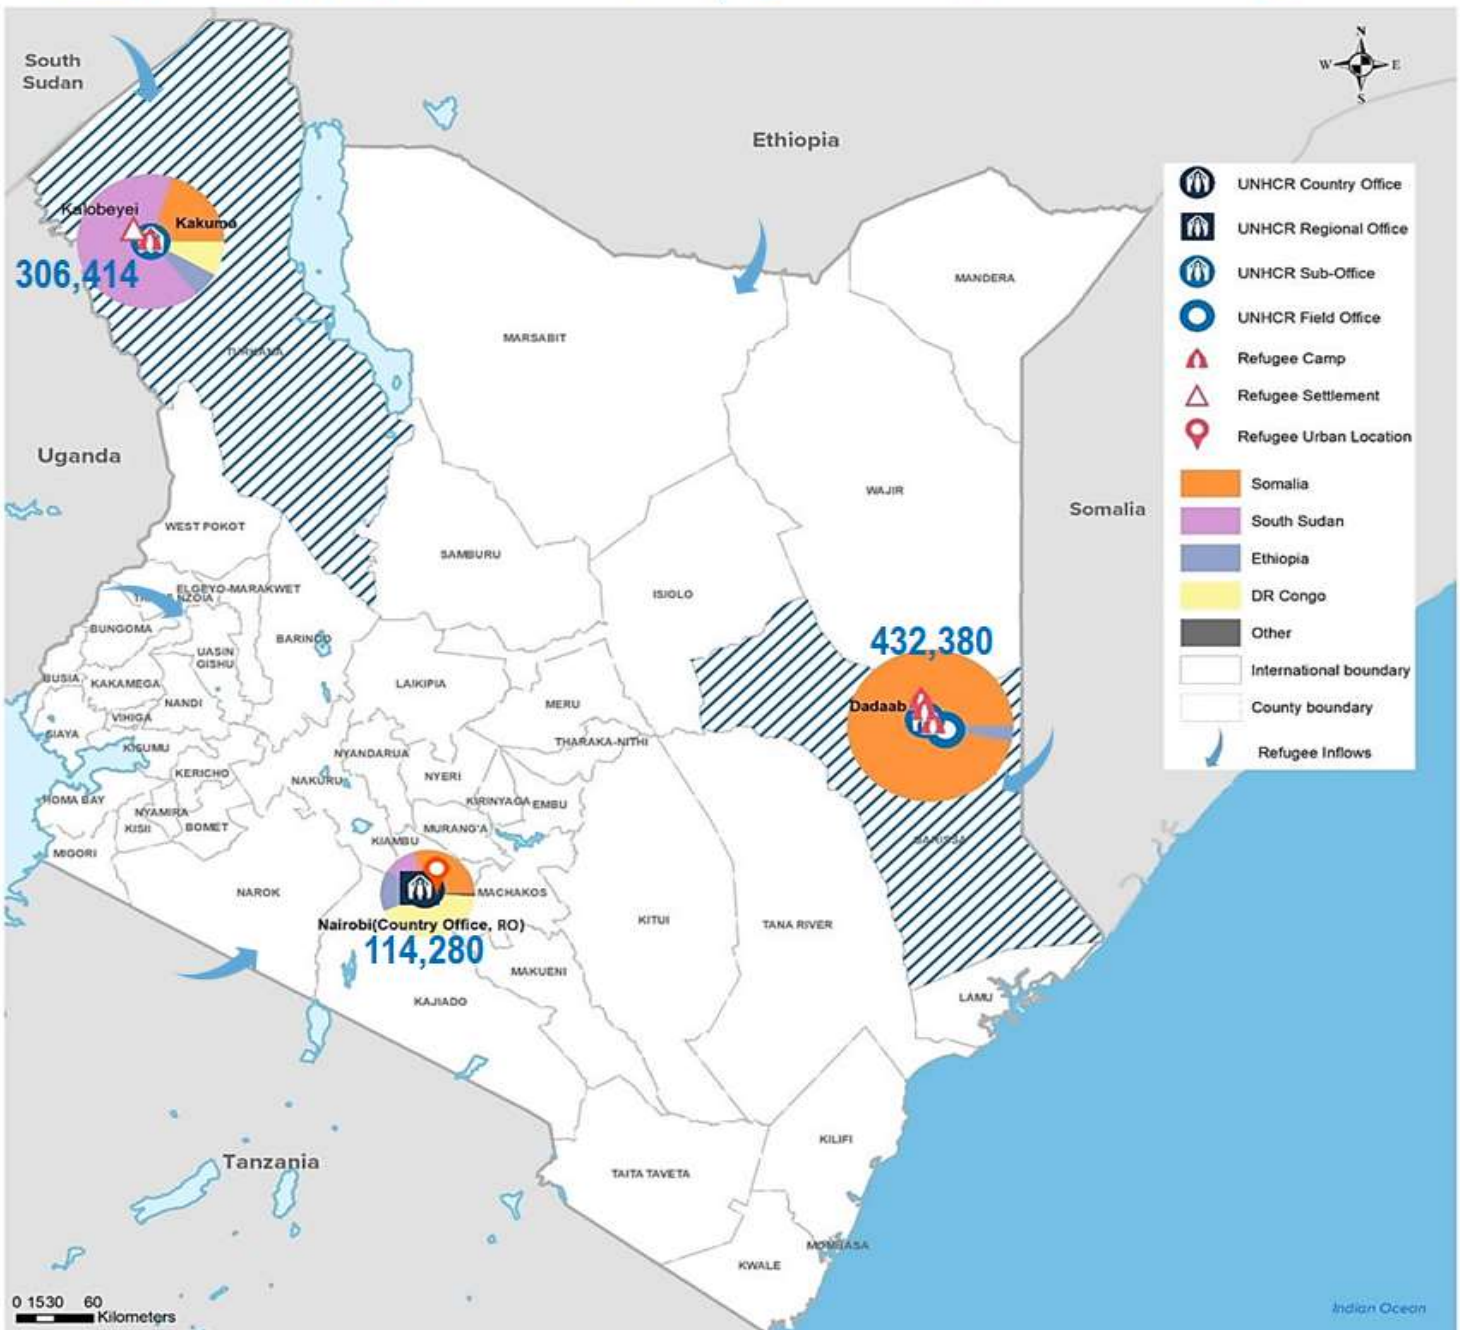 South
Sudan
N
W
E
S
Ethiopia
UNHCR Country Office
UNHCR Regional Office
UNHCR Sub-Office
UNHCR Field Office
Refugee Camp
Refugee Settlement
Refugee Urban Location
Somalia
South Sudan
Ethiopia
DR Congo
Other
International boundary
County boundary
Refugee Inflows
Kalobeyei
Kakuma
306,414
MANDERA
MARSABIT
TURKANA
Uganda
Somalia
WAJIR
WEST POKOT
SAMBURU
ISIOLO
ELGEYO-MARAKWET
NZOIA
BUNGOMA
BARINGO
UASIN
GISHU
432,380
BUSIA
KAKAMEGA
LAIKIPIA
NANDI
MERU
Dadaab
VIHIGA
SIAYA
KISUMU
THARAKA-NITHI
NYANDARUA
KERICHO
NAKURU
NYERI
HOMA BAY
KIRINYAGA
EMBU
NYAMIRA
KISII
BOMET
MURANG'A
KIAMBU
GARISSA
MIGORI
NAROK
MACHAKOS
Nairobi(Country Office, RO)
114,280
KITUI
TANA RIVER
MAKUENI
KAJIADO
LAMU
KILIFI
Tanzania
TAITA TAVETA
MOMBASA
KWALE
0 1530 60
Kilometers
Indian Ocean